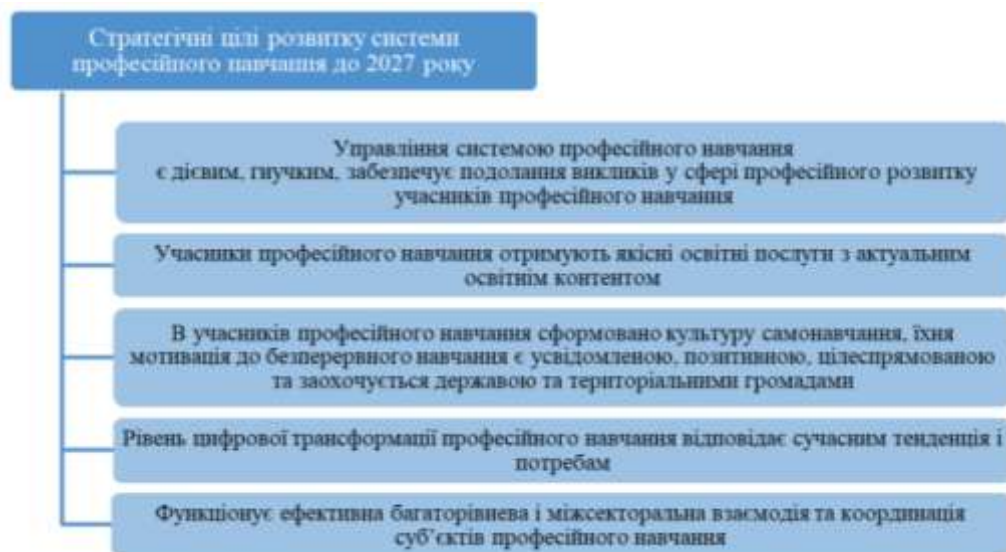 Стратегічні цілі розвитку системи
професійного навчання до 2027 року
Управління системою професійного навчання
є дієвим, гнучким, забезпечує подолання викликів у сфері професійного розвитку
учасників професійного навчання
Учасники професійного навчання отримують якісні освітні послуги з актуальним
освітнім контентом
В учасників професійного навчання сформовано культуру самонавчання, їхня
мотивація до безперервного навчання є усвідомленою, позитивною, цілеспрямованою
та заохочується державою та територіальними громадами
Рівень цифрової трансформації професійного навчання відповідає сучасним тенденція і
потребам
Функціонує ефективна багаторівнева і міжсекторальна взаємодія та координація
суб’єктів професійного навчання